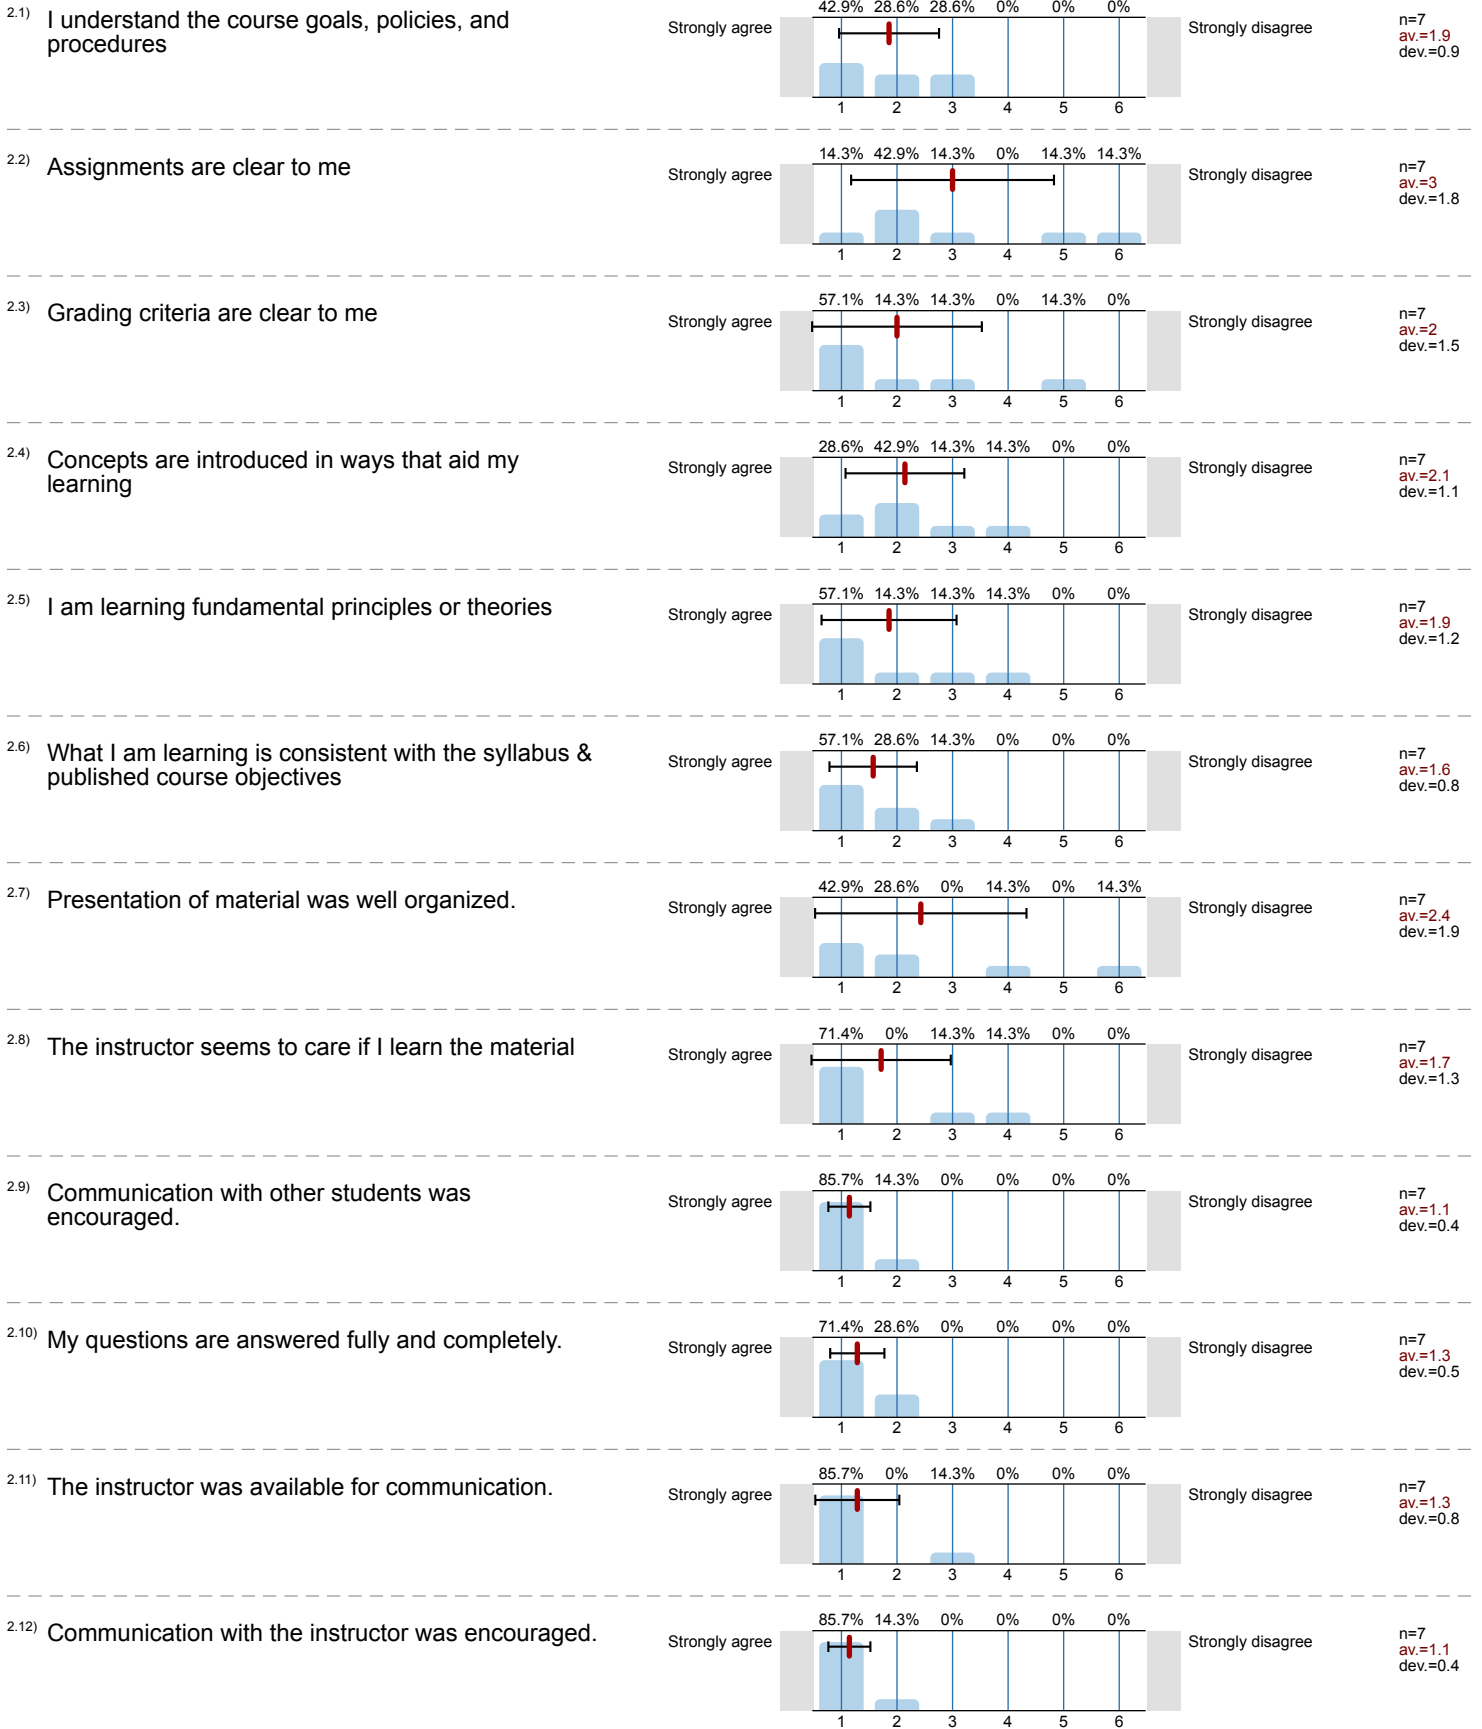 2.1) I understand the course goals, policies, and
procedures
Strongly agree
42.9% 28.6% 28.6% 0% 0% 0%
1 2 3 4 5 6
Strongly disagree
n=7
av.=1.9
dev.=0.9
2.2) Assignments are clear to me
Strongly agree
14.3% 42.9% 14.3% 0% 14.3% 14.3%
1 2 3 4 5 6
Strongly disagree
n=7
av.=3
dev.=1.8
2.3) Grading criteria are clear to me
Strongly agree
57.1% 14.3% 14.3% 0% 14.3% 0%
1 2 3 4 5 6
Strongly disagree
n=7
av.=2
dev.=1.5
2.4) Concepts are introduced in ways that aid my
learning
Strongly agree
28.6% 42.9% 14.3% 14.3% 0% 0%
1 2 3 4 5 6
Strongly disagree
n=7
av.=2.1
dev.=1.1
2.5) I am learning fundamental principles or theories
Strongly agree
57.1% 14.3% 14.3% 14.3% 0% 0%
1 2 3 4 5 6
Strongly disagree
n=7
av.=1.9
dev.=1.2
2.6) What I am learning is consistent with the syllabus &
published course objectives
Strongly agree
57.1% 28.6% 14.3% 0% 0% 0%
1 2 3 4 5 6
Strongly disagree
n=7
av.=1.6
dev.=0.8
2.7) Presentation of material was well organized.
Strongly agree
42.9% 28.6% 0% 14.3% 0% 14.3%
1 2 3 4 5 6
Strongly disagree
n=7
av.=2.4
dev.=1.9
2.8) The instructor seems to care if I learn the material
Strongly agree
71.4% 0% 14.3% 14.3% 0% 0%
1 2 3 4 5 6
Strongly disagree
n=7
av.=1.7
dev.=1.3
2.9) Communication with other students was
encouraged.
Strongly agree
85.7% 14.3% 0% 0% 0% 0%
1 2 3 4 5 6
Strongly disagree
n=7
av.=1.1
dev.=0.4
2.10) My questions are answered fully and completely.
Strongly agree
71.4% 28.6% 0% 0% 0% 0%
1 2 3 4 5 6
Strongly disagree
n=7
av.=1.3
dev.=0.5
2.11) The instructor was available for communication.
Strongly agree
85.7% 0% 14.3% 0% 0% 0%
1 2 3 4 5 6
Strongly disagree
n=7
av.=1.3
dev.=0.8
2.12) Communication with the instructor was encouraged.
Strongly agree
85.7% 14.3% 0% 0% 0% 0%
1 2 3 4 5 6
Strongly disagree
n=7
av.=1.1
dev.=0.4